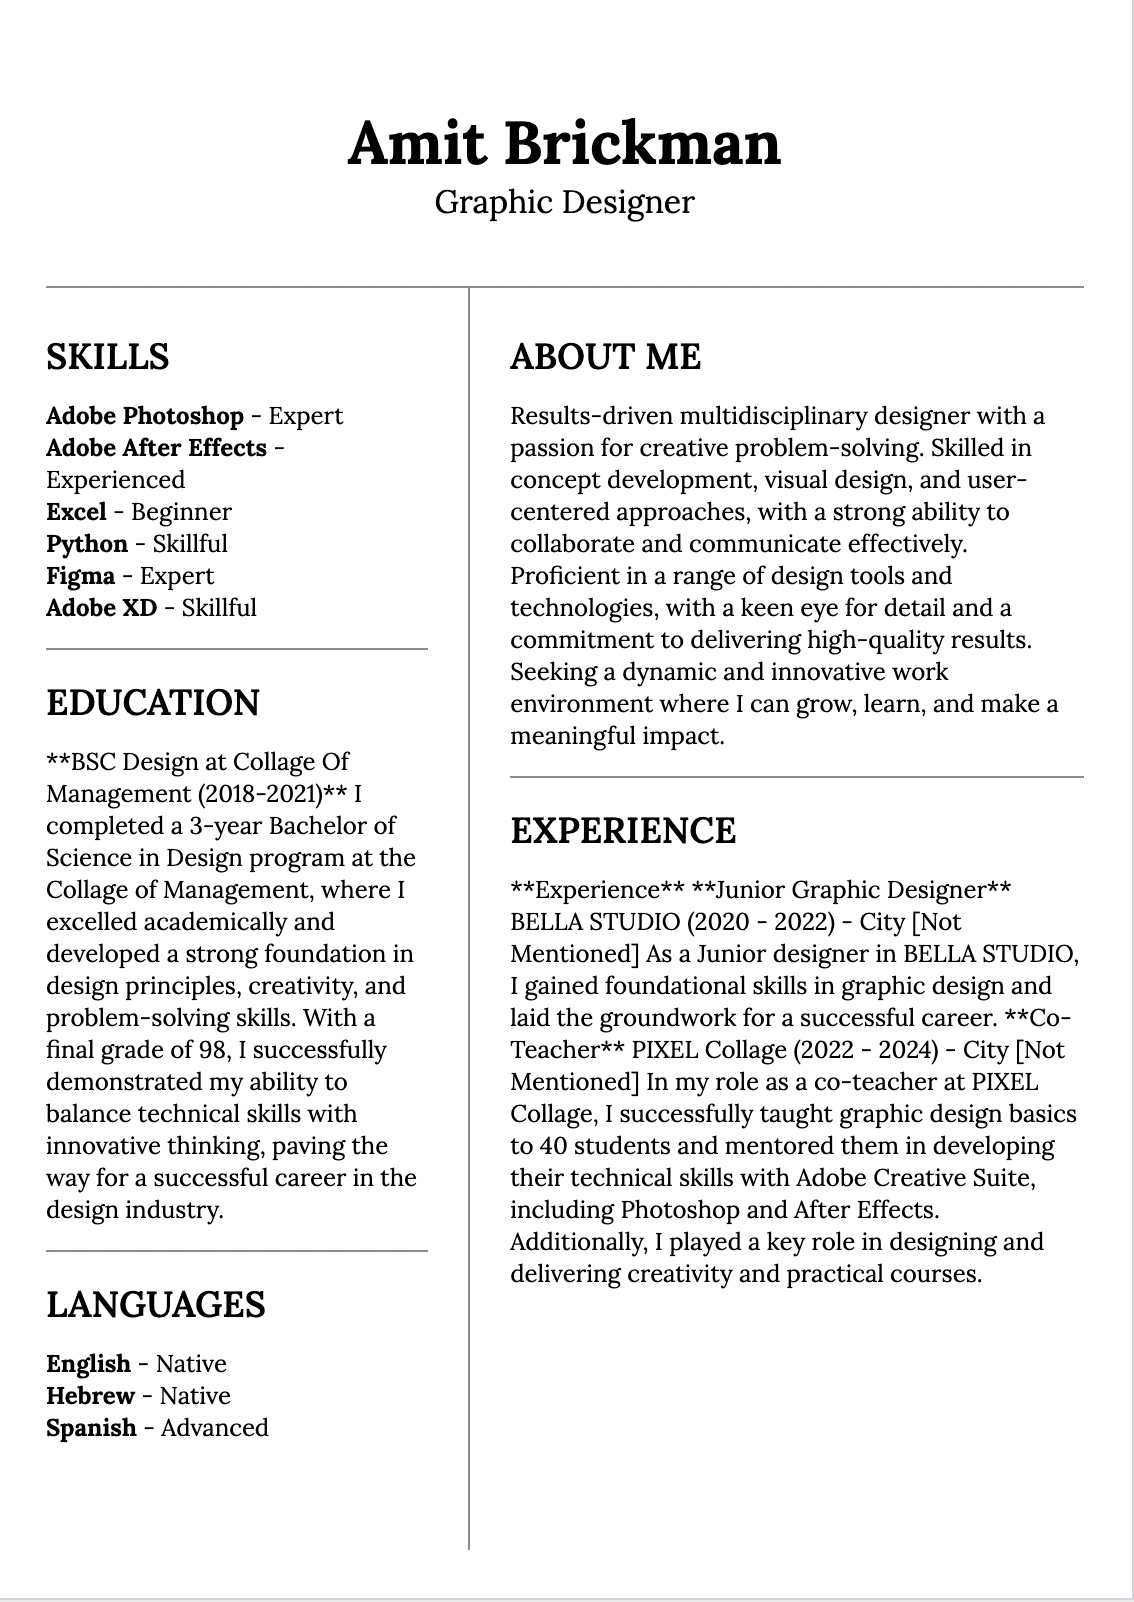 Amit Brickman
Graphic Designer
SKILLS
Adobe Photoshop - Expert
Adobe After Effects -
Experienced
Excel - Beginner
Python - Skillful
Figma - Expert
Adobe XD - Skillful
EDUCATION
**BSC Design at Collage Of
Management (2018-2021)** I
completed a 3-year Bachelor of
Science in Design program at the
Collage of Management, where I
excelled academically and
developed a strong foundation in
design principles, creativity, and
problem-solving skills. With a
final grade of 98, I successfully
demonstrated my ability to
balance technical skills with
innovative thinking, paving the
way for a successful career in the
design industry.
LANGUAGES
English - Native
Hebrew - Native
Spanish - Advanced
ABOUT ME
Results-driven multidisciplinary designer with a
passion for creative problem-solving. Skilled in
concept development, visual design, and user-
centered approaches, with a strong ability to
collaborate and communicate effectively.
Proficient in a range of design tools and
technologies, with a keen eye for detail and a
commitment to delivering high-quality results.
Seeking a dynamic and innovative work
environment where I can grow, learn, and make a
meaningful impact.
EXPERIENCE
**Experience** **Junior Graphic Designer**
BELLA STUDIO (2020 - 2022) - City [Not
Mentioned] As a Junior designer in BELLA STUDIO,
I gained foundational skills in graphic design and
laid the groundwork for a successful career. **Co-
Teacher** PIXEL Collage (2022 - 2024) - City [Not
Mentioned] In my role as a co-teacher at PIXEL
Collage, I successfully taught graphic design basics
to 40 students and mentored them in developing
their technical skills with Adobe Creative Suite,
including Photoshop and After Effects.
Additionally, I played a key role in designing and
delivering creativity and practical courses.